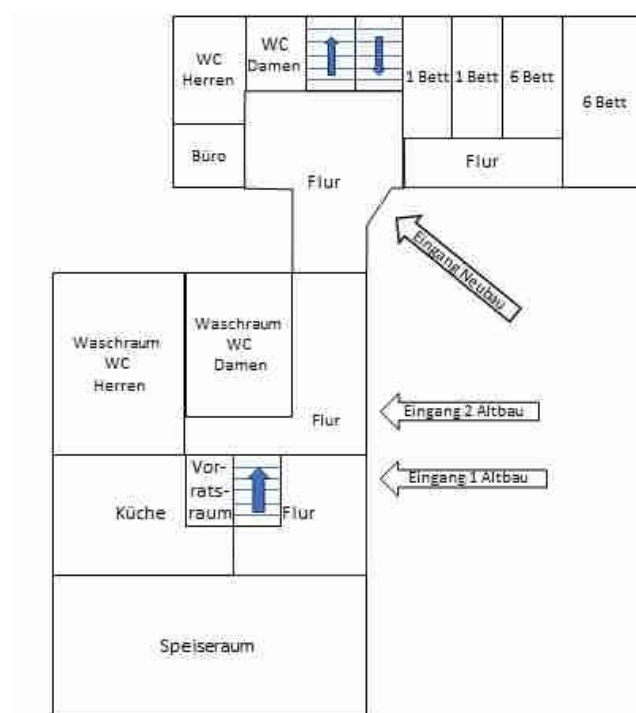 WC
Herren
WC
Damen
1 Bett
1 Bett
6 Bett
6 Bett
Büro
Flur
Flur
Eingang Neubau
Waschraum
WC
Herren
Waschraum
WC
Damen
Flur
Eingang 2 Altbau
Eingang 1 Altbau
Küche
Vor-
rats-
raum
Flur
Speiseraum